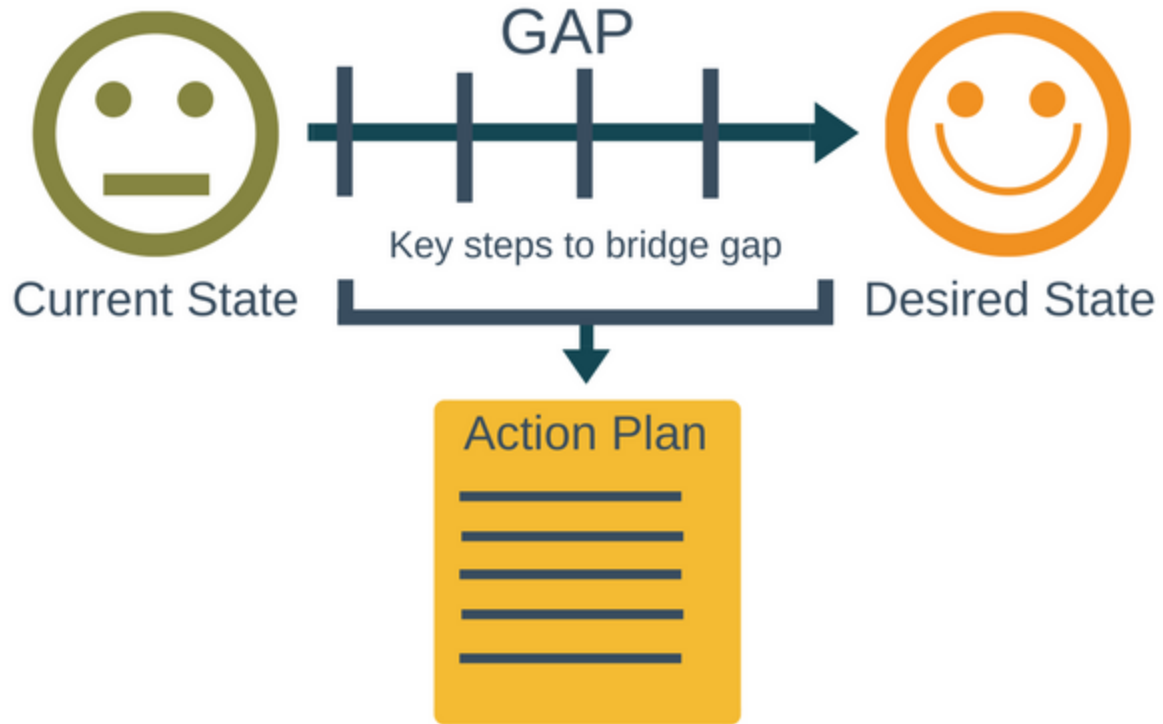 GAP
Key steps to bridge gap
Current State
Desired State
Action Plan